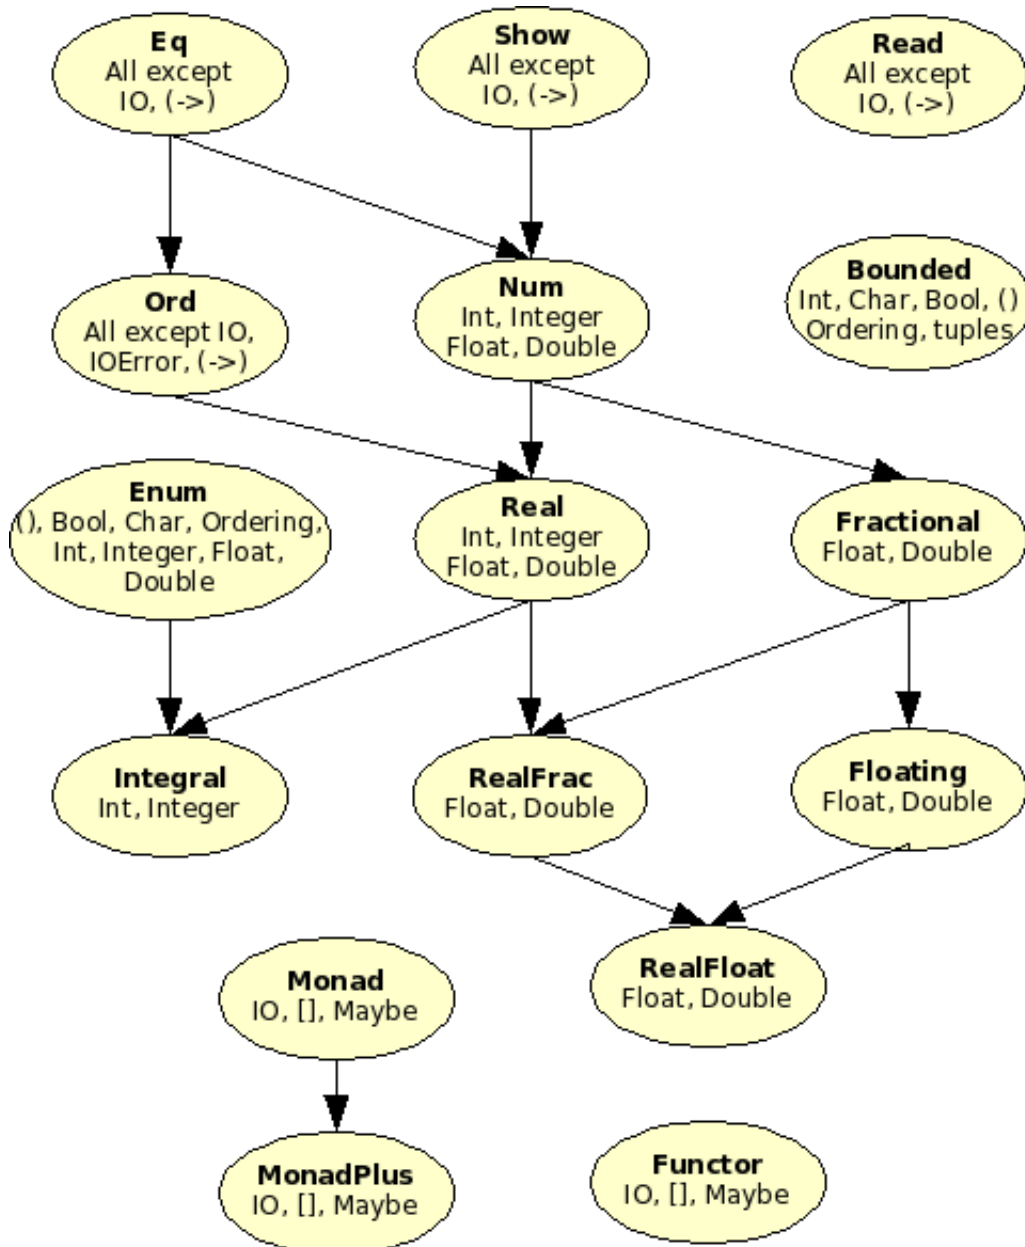 Eq
All except
IO, (->)
Show
All except
IO, (->)
Read
All except
IO, (->)
Ord
All except IO,
IOError, (->)
Num
Int, Integer
Float, Double
Bounded
Int, Char, Bool, ()
Ordering, tuples
Enum
(), Bool, Char, Ordering,
Int, Integer, Float,
Double
Real
Int, Integer
Float, Double
Fractional
Float, Double
Integral
Int, Integer
RealFrac
Float, Double
Floating
Float, Double
Monad
IO, [], Maybe
RealFloat
Float, Double
MonadPlus
IO, [], Maybe
Functor
IO, [], Maybe